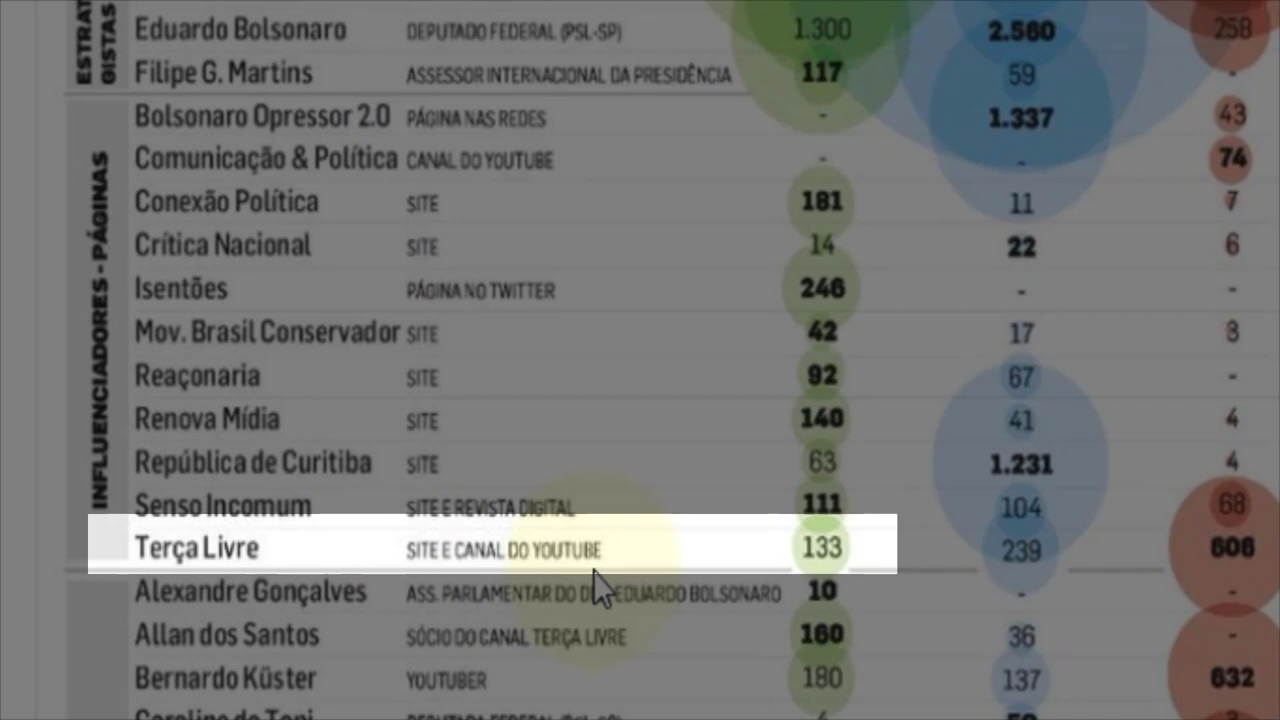 ESTRATEGISTAS
Eduardo Bolsonaro DEPUTADO FEDERAL (PSL-SP) 1.300 2.560 258
Filipe G. Martins ASSESSOR INTERNACIONAL DA PRESIDÊNCIA 117 59 -
INFLUENCIADORES - PÁGINAS
Bolsonaro Opressor 2.0 PÁGINA NAS REDES - 1.337 43
Comunicação & Política CANAL DO YOUTUBE - - 74
Conexão Política SITE 181 11 7
Crítica Nacional SITE 14 22 6
Isentões PÁGINA NO TWITTER 246 - -
Mov. Brasil Conservador SITE 42 17 8
Reaçonaria SITE 92 67 -
Renova Mídia SITE 140 41 4
República de Curitiba SITE 63 1.231 4
Senso Incomum SITE E REVISTA DIGITAL 111 104 68
Terça Livre SITE E CANAL DO YOUTUBE 133 239 606
Alexandre Gonçalves ASS. PARLAMENTAR DO EDUARDO BOLSONARO 10 - -
Allan dos Santos SÓCIO DO CANAL TERÇA LIVRE 160 36 -
Bernardo Küster YOUTUBER 180 137 632